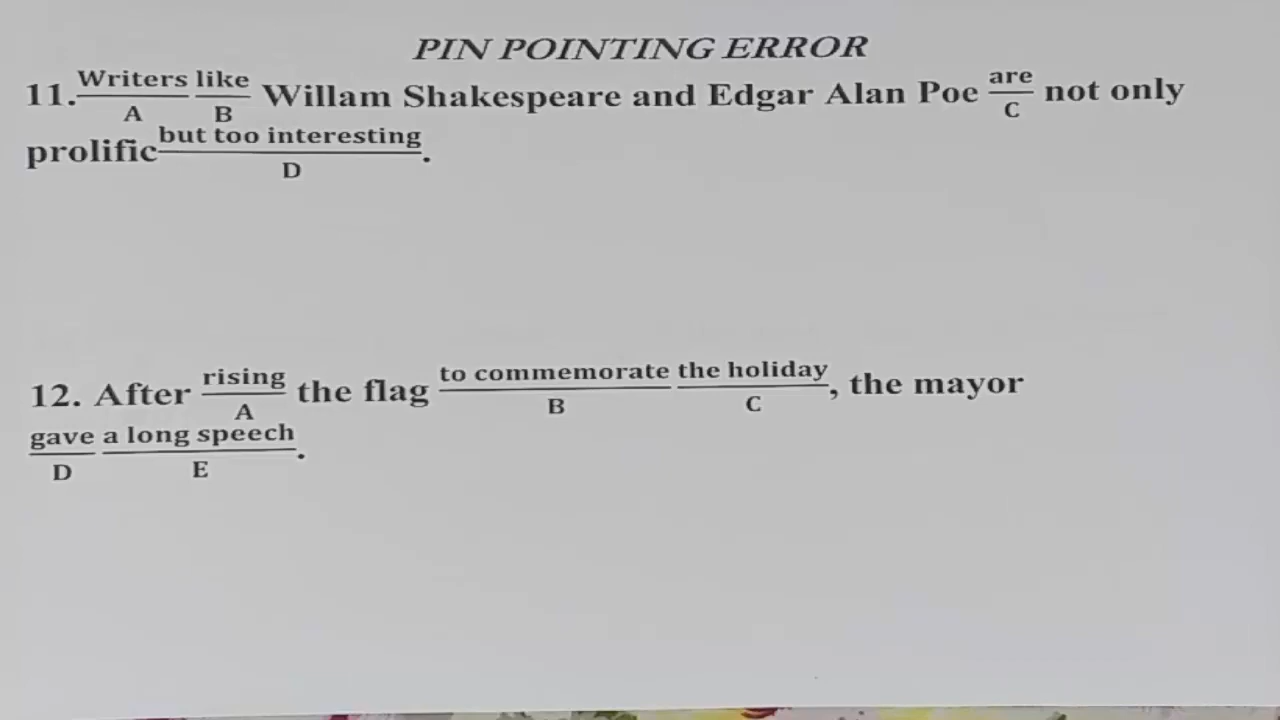 PIN POINTING ERROR
11. Writers like Willam Shakespeare and Edgar Alan Poe are not only
A B C
prolific but too interesting.
D
12. After rising the flag to commemorate the holiday, the mayor
A B C
gave a long speech.
D E